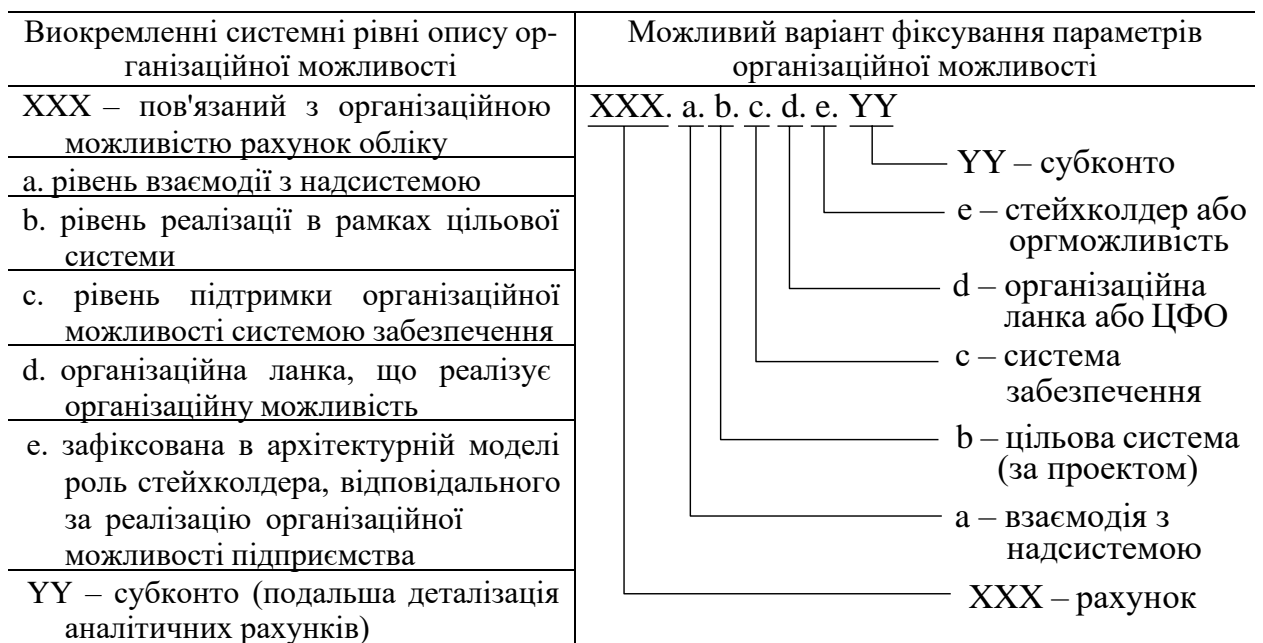 Виокремленні системні рівні опису ор-
ганізаційної можливості
XXX – пов'язаний з організаційною
можливістю рахунок обліку
a. рівень взаємодії з надсистемою
b. рівень реалізації в рамках цільової
системи
c. рівень підтримки організаційної
можливості системою забезпечення
d. організаційна ланка, що реалізує
організаційну можливість
e. зафіксована в архітектурній моделі
роль стейхколдера, відповідального
за реалізацію організаційної
можливості підприємства
YY – субконто (подальша деталізація
аналітичних рахунків)
Можливий варіант фіксування параметрів
організаційної можливості
XXX. a. b. c. d. e. YY
YY – субконто
e – стейхколдер або
оргможливість
d – організаційна
ланка або ЦФО
c – система
забезпечення
b – цільова система
(за проектом)
a – взаємодія з
надсистемою
XXX – рахунок